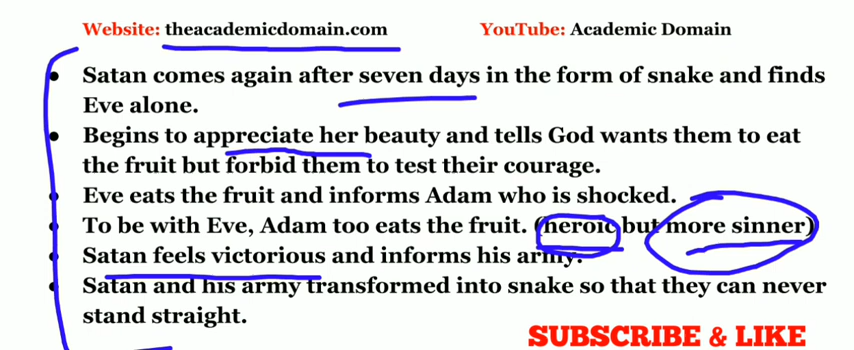 Website: theacademicdomain.com YouTube: Academic Domain
• Satan comes again after seven days in the form of snake and finds
Eve alone.
• Begins to appreciate her beauty and tells God wants them to eat
the fruit but forbid them to test their courage.
• Eve eats the fruit and informs Adam who is shocked.
• To be with Eve, Adam too eats the fruit. (heroic but more sinner)
• Satan feels victorious and informs his army.
• Satan and his army transformed into snake so that they can never
stand straight.
SUBSCRIBE & LIKE